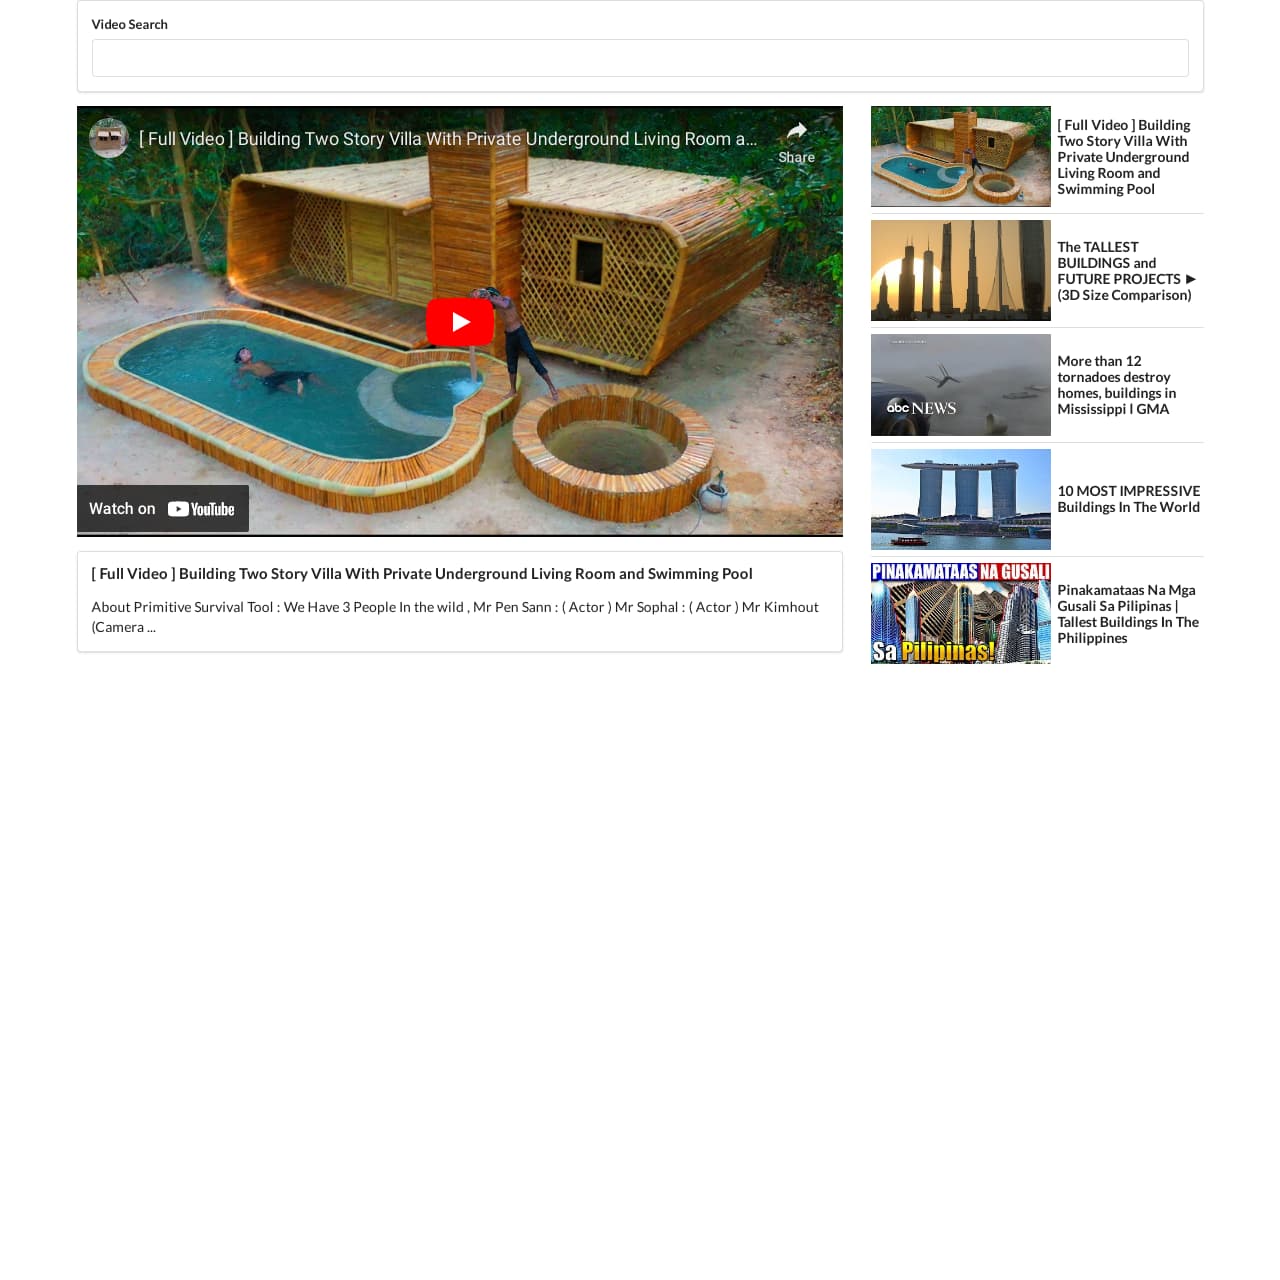 Video Search
[ Full Video ] Building Two Story Villa With Private Underground Living Room a...
Share
Watch on YouTube
[ Full Video ] Building Two Story Villa With Private Underground Living Room and Swimming Pool
About Primitive Survival Tool : We Have 3 People In the wild , Mr Pen Sann : ( Actor ) Mr Sophal : ( Actor ) Mr Kimhout
(Camera ...
[ Full Video ] Building
Two Story Villa With
Private Underground
Living Room and
Swimming Pool
The TALLEST
BUILDINGS and
FUTURE PROJECTS ►
(3D Size Comparison)
abc NEWS
More than 12
tornadoes destroy
homes, buildings in
Mississippi l GMA
10 MOST IMPRESSIVE
Buildings In The World
PINAKAMATAAS NA GUSALI
Sa Pilipinas!
Pinakamataas Na Mga
Gusali Sa Pilipinas |
Tallest Buildings In The
Philippines